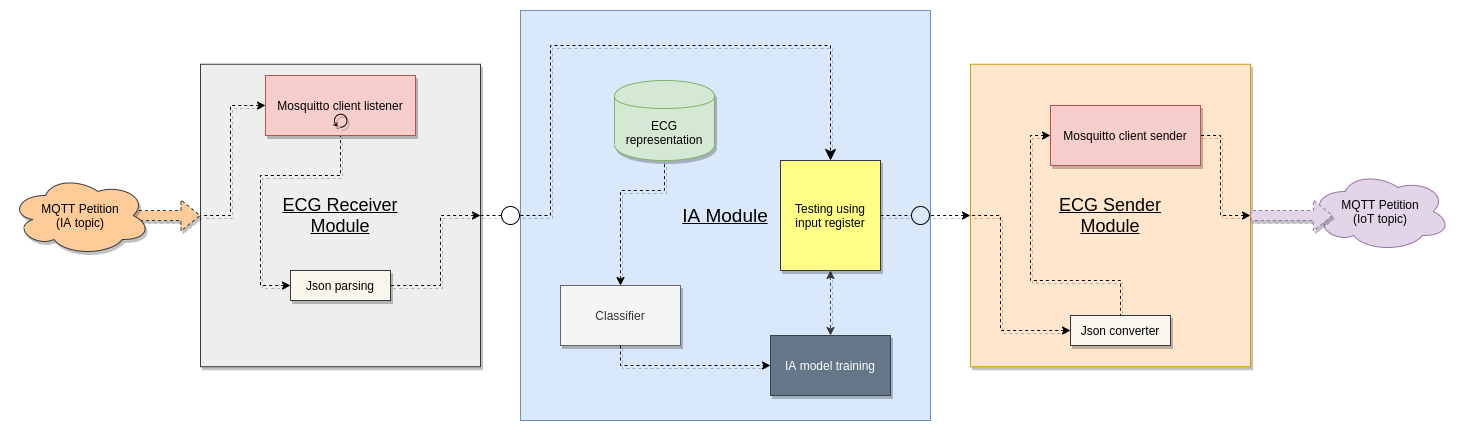 MQTT Petition
(IA topic)
Mosquitto client listener
ECG Receiver
Module
Json parsing
ECG
representation
IA Module
Testing using
input register
Classifier
IA model training
Mosquitto client sender
ECG Sender
Module
Json converter
MQTT Petition
(IoT topic)